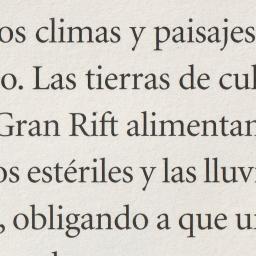 os climas y paisajes
o. Las tierras de cul
Gran Rift alimentan
os estériles y las lluv
, obligando a que u